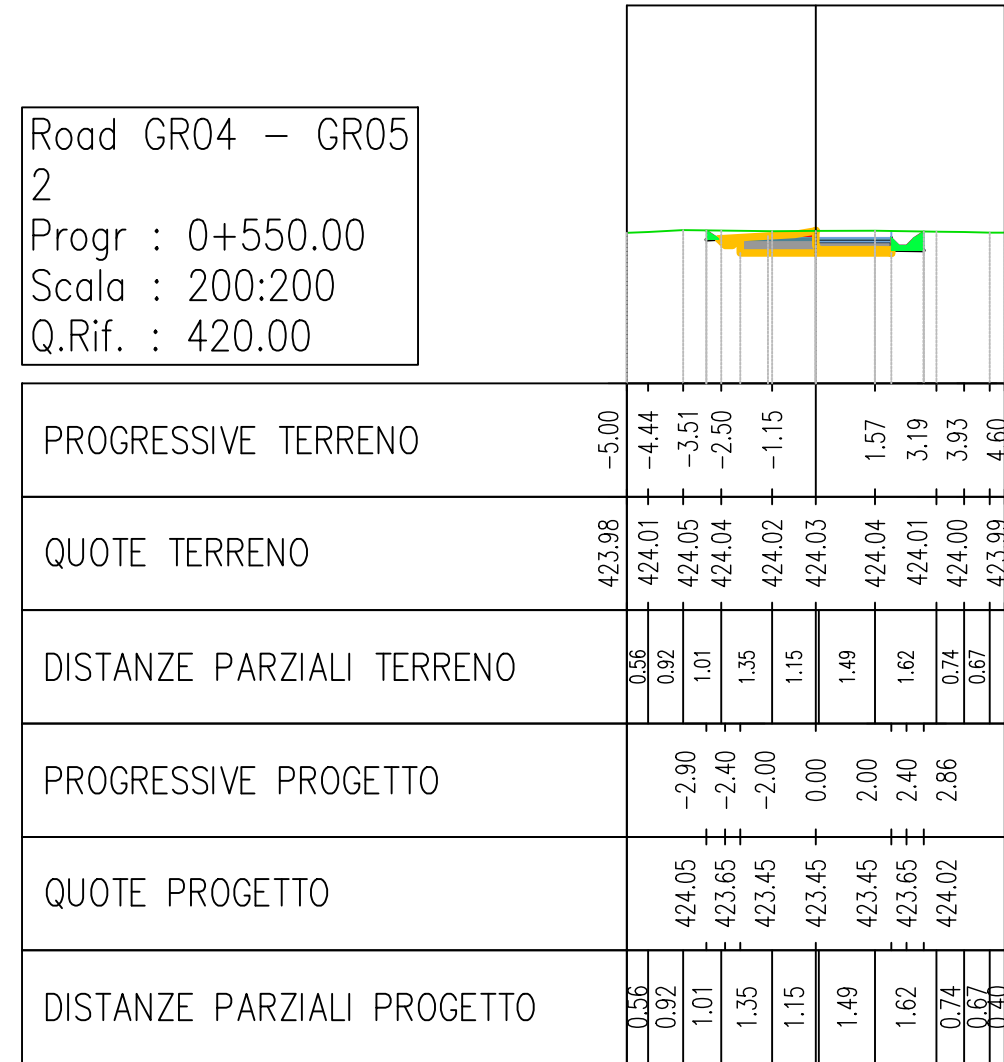 Road GR04 – GR05
2
Progr : 0+550.00
Scala : 200:200
Q.Rif. : 420.00
PROGRESSIVE TERRENO -5.00 -4.44 -3.51 -2.50 -1.15 1.57 3.19 3.93 4.60
QUOTE TERRENO 423.98 424.01 424.05 424.04 424.02 424.03 424.04 424.01 424.00 423.99
DISTANZE PARZIALI TERRENO 0.56 0.92 1.01 1.35 1.15 1.49 1.62 0.74 0.67
PROGRESSIVE PROGETTO -2.90 -2.40 -2.00 0.00 2.00 2.40 2.86
QUOTE PROGETTO 424.05 423.65 423.45 423.45 423.45 423.65 424.02
DISTANZE PARZIALI PROGETTO 0.56 0.92 1.01 1.35 1.15 1.49 1.62 0.74 0.67 0.40